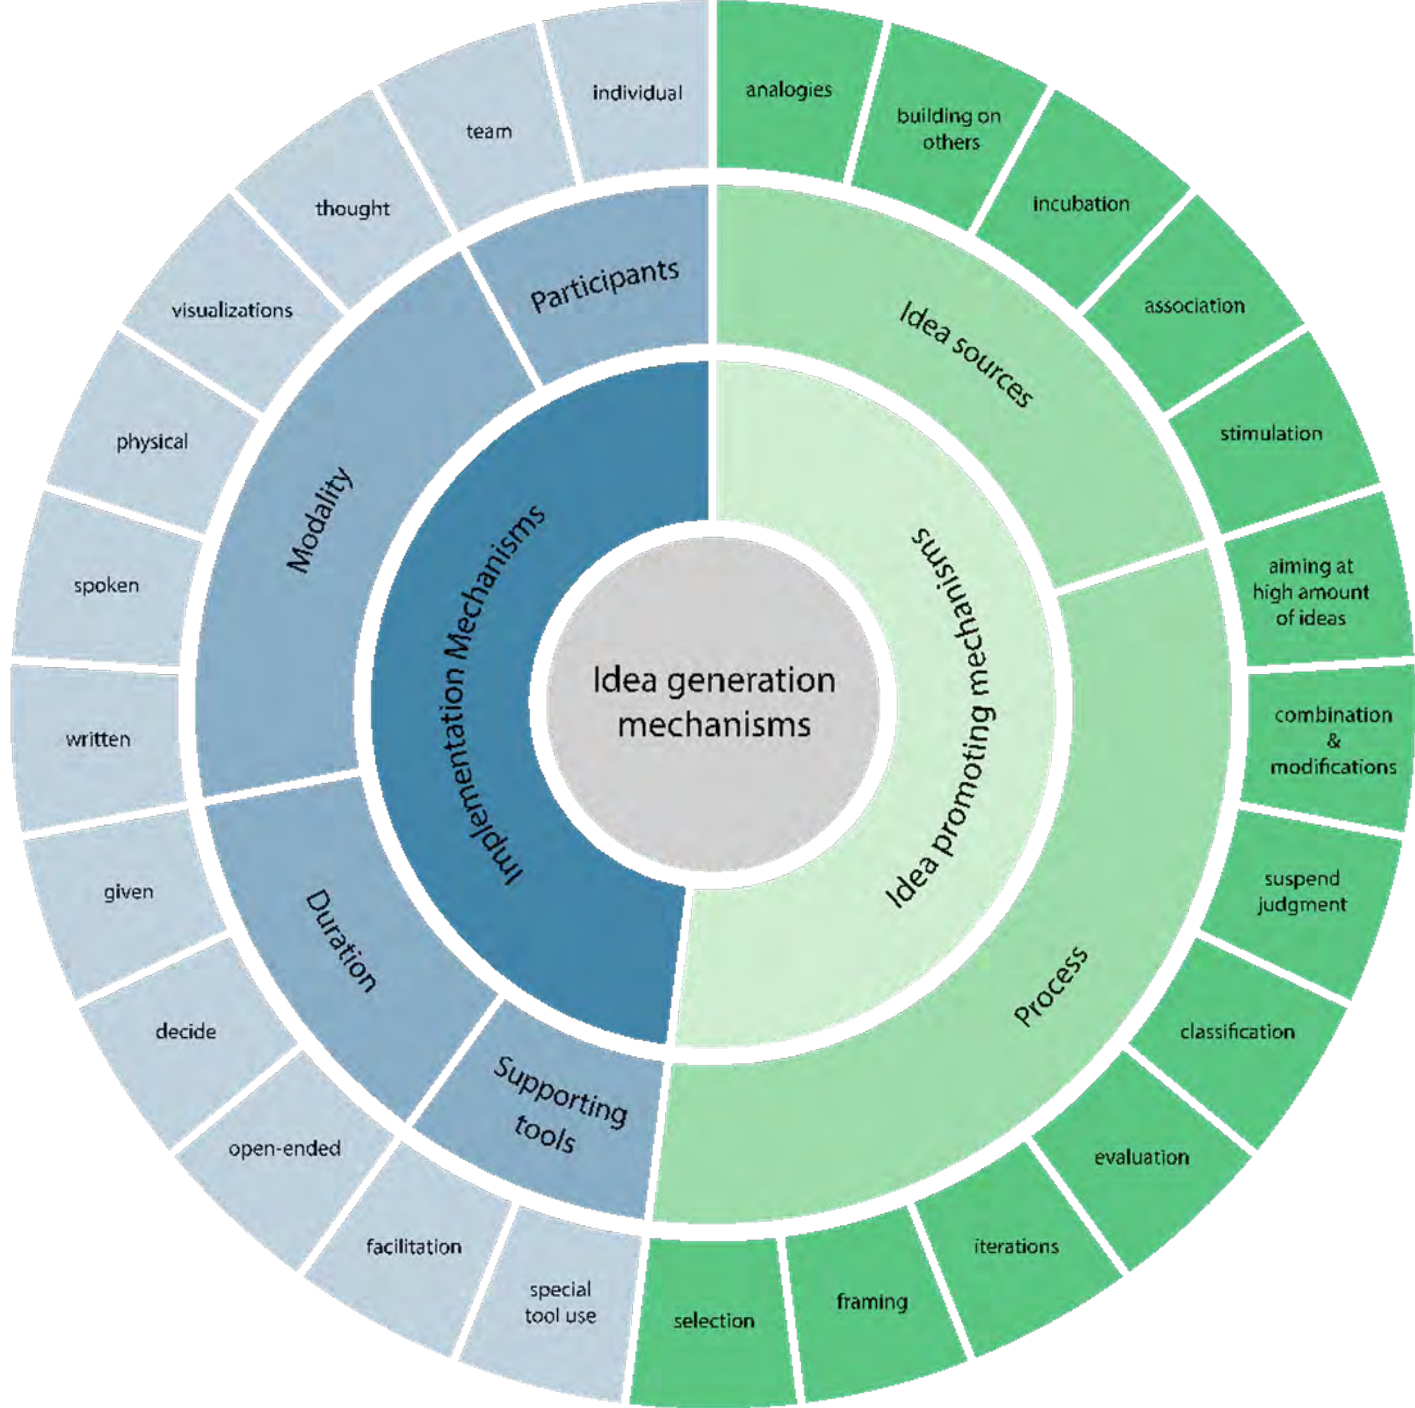 Idea generation
mechanisms
Implementation Mechanisms
Idea promoting mechanisms
Participants
Modality
Duration
Supporting
tools
Idea sources
Process
analogies
building on
others
incubation
association
stimulation
aiming at
high amount
of ideas
combination
&
modifications
suspend
judgment
classification
evaluation
iterations
framing
selection
special
tool use
facilitation
open-ended
decide
given
written
spoken
physical
visualizations
thought
team
individual